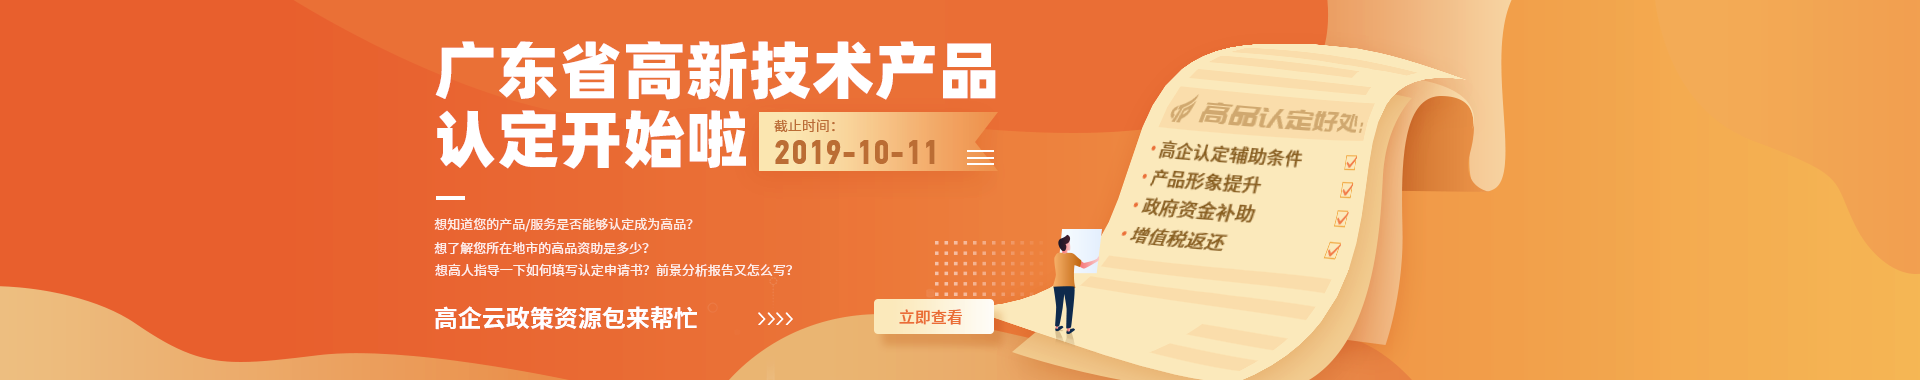 广东省高新技术产品
认定开始啦
截止时间：
2019-10-11
想知道您的产品/服务是否能够认定成为高品？
想了解您所在地市的高品资助是多少？
想高人指导一下如何填写认定申请书？前景分析报告又怎么写？
高企云政策资源包来帮忙
立即查看
高品认定好处：
高企认定辅助条件
产品形象提升
政府资金补助
增值税返还